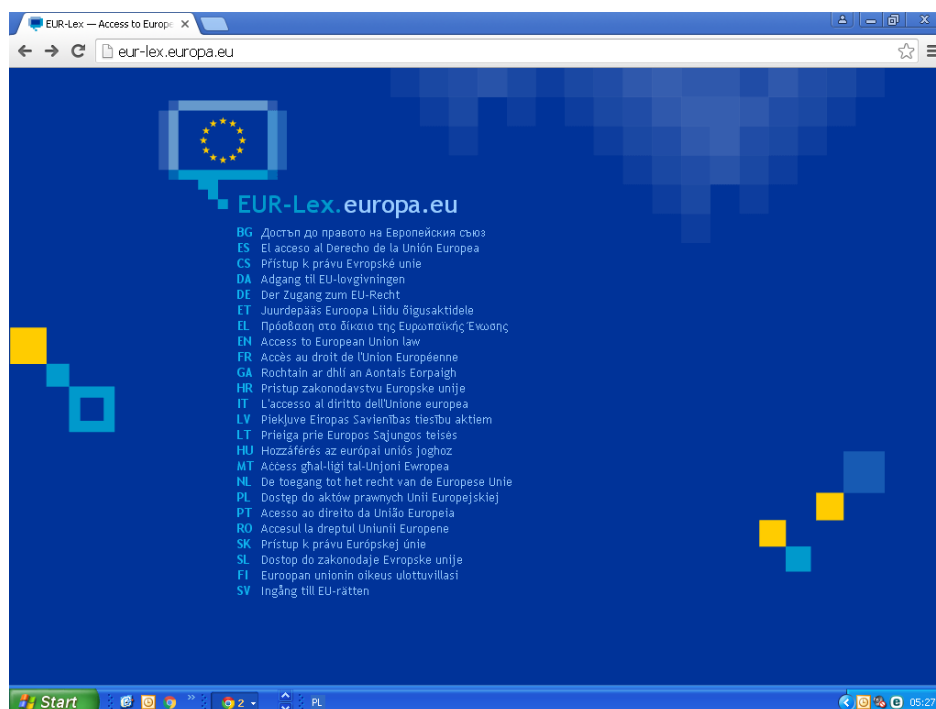 EUR-Lex — Access to Europe
eur-lex.europa.eu
EUR-Lex.europa.eu
BG Достъп до правото на Европейския съюз
ES El acceso al Derecho de la Unión Europea
CS Přístup k právu Evropské unie
DA Adgang til EU-lovgivningen
DE Der Zugang zum EU-Recht
ET Juurdepääs Euroopa Liidu õigusaktidele
EL Πρόσβαση στο δίκαιο της Ευρωπαϊκής Ένωσης
EN Access to European Union law
FR Accès au droit de l'Union Européenne
GA Rochtain ar dhlí an Aontais Eorpaigh
HR Pristup zakonodavstvu Europske unije
IT L'accesso al diritto dell'Unione europea
LV Piekļuve Eiropas Savienības tiesību aktiem
LT Prieiga prie Europos Sąjungos teisės
HU Hozzáférés az európai uniós joghoz
MT Aċċess għal-liġi tal-Unjoni Ewropea
NL De toegang tot het recht van de Europese Unie
PL Dostęp do aktów prawnych Unii Europejskiej
PT Acesso ao direito da União Europeia
RO Accesul la dreptul Uniunii Europene
SK Prístup k právu Európskej únie
SL Dostop do zakonodaje Evropske unije
FI Euroopan unionin oikeus ulottuvillasi
SV Ingång till EU-rätten
Start 2 PL 05:27